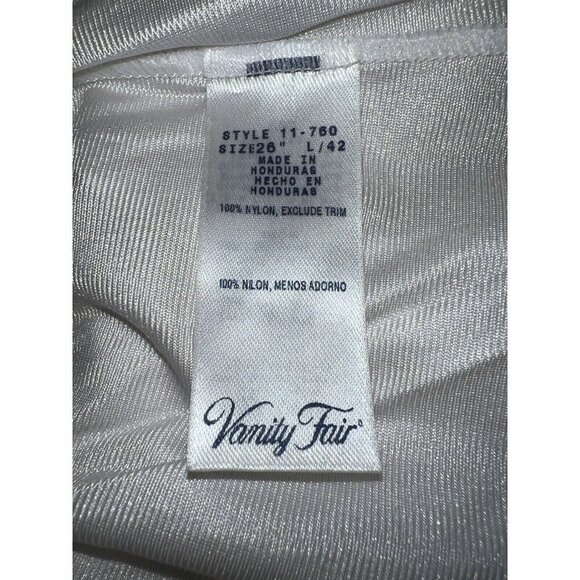 STYLE 11-760
SIZE26" L/42
MADE IN
HONDURAS
HECHO EN
HONDURAS
100% NYLON, EXCLUDE TRIM
100% NILON, MENOS ADORNO
Vanity Fair